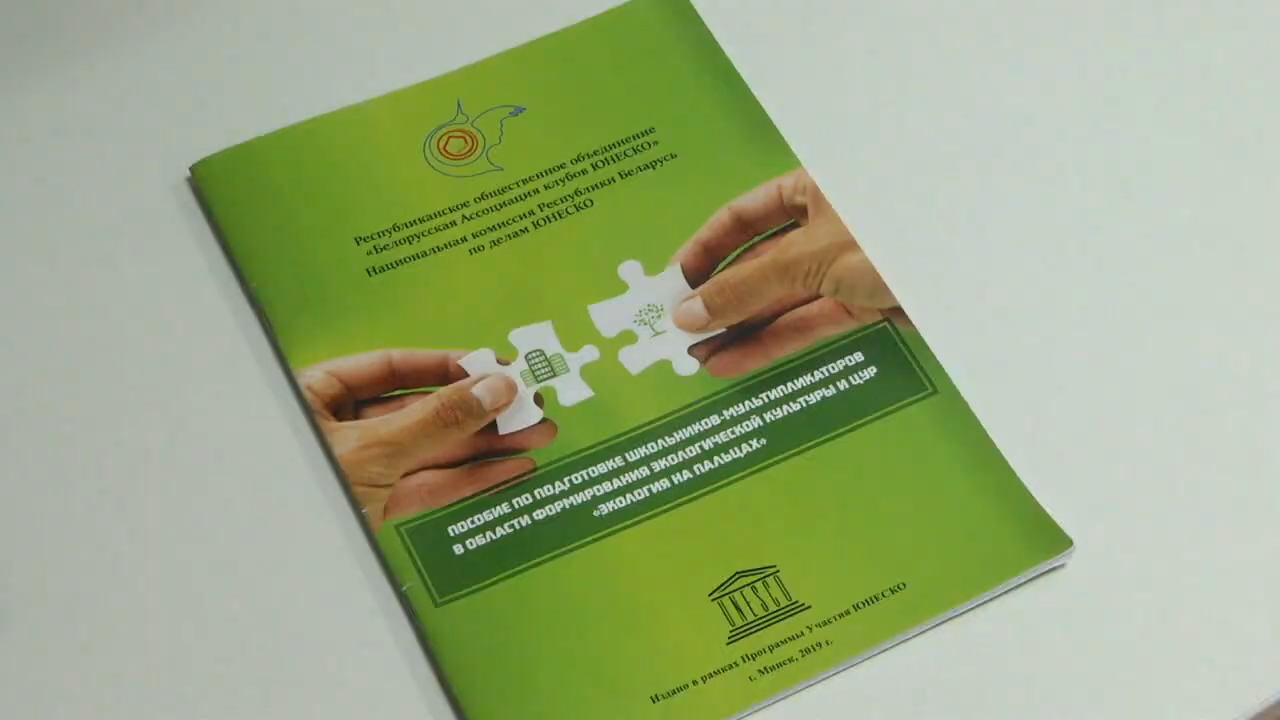 Республиканское общественное объединение
«Белорусская Ассоциация клубов ЮНЕСКО»
Национальная комиссия Республики Беларусь
по делам ЮНЕСКО
ПОСОБИЕ ПО ПОДГОТОВКЕ ШКОЛЬНИКОВ-МУЛЬТИПЛИКАТОРОВ
В ОБЛАСТИ ФОРМИРОВАНИЯ ЭКОЛОГИЧЕСКОЙ КУЛЬТУРЫ И ЦУР
«ЭКОЛОГИЯ НА ПАЛЬЦАХ»
UNESCO
Издано в рамках Программы Участия ЮНЕСКО
г. Минск, 2019 г.